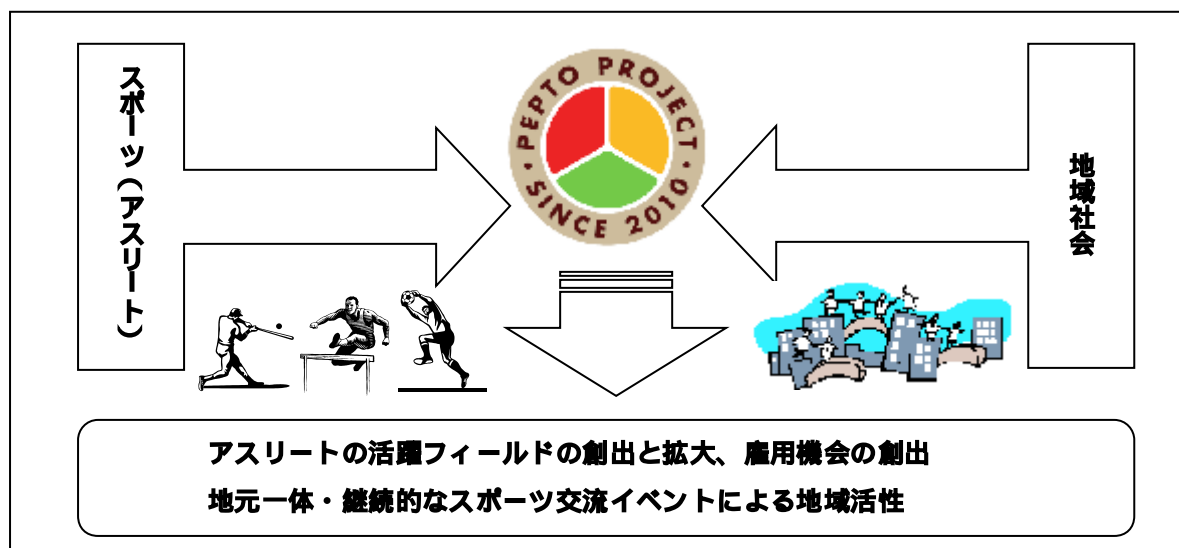 スポーツ(アスリート)
PEPTO PROJECT
・SINCE 2010・
地域社会
アスリートの活躍フィールドの創出と拡大、雇用機会の創出
地元一体・継続的なスポーツ交流イベントによる地域活性